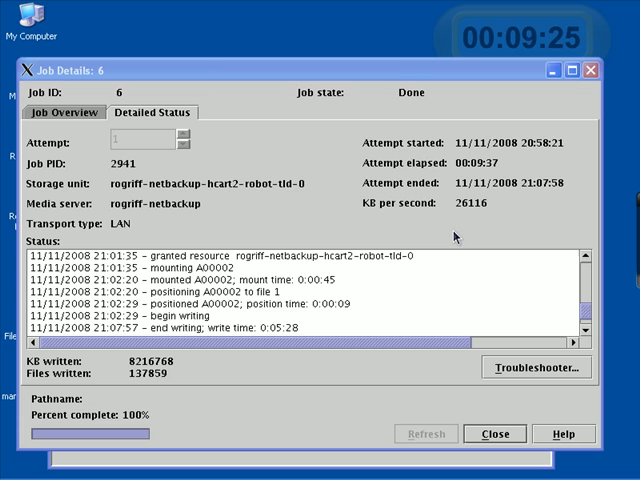 My Computer
00:09:25
Job Details: 6
Job ID: 6 Job state: Done
Job Overview Detailed Status
Attempt: 1 Attempt started: 11/11/2008 20:58:21
Job PID: 2941 Attempt elapsed: 00:09:37
Storage unit: rogriff-netbackup-hcart2-robot-tld-0 Attempt ended: 11/11/2008 21:07:58
Media server: rogriff-netbackup KB per second: 26116
Transport type: LAN
Status:
11/11/2008 21:01:35 - granted resource rogriff-netbackup-hcart2-robot-tld-0
11/11/2008 21:01:35 - mounting A00002
11/11/2008 21:02:20 - mounted A00002; mount time: 0:00:45
11/11/2008 21:02:20 - positioning A00002 to file 1
11/11/2008 21:02:29 - positioned A00002; position time: 0:00:09
11/11/2008 21:02:29 - begin writing
11/11/2008 21:07:57 - end writing; write time: 0:05:28
KB written: 8216768
Files written: 137859
Troubleshooter...
Pathname:
Percent complete: 100%
Refresh Close Help